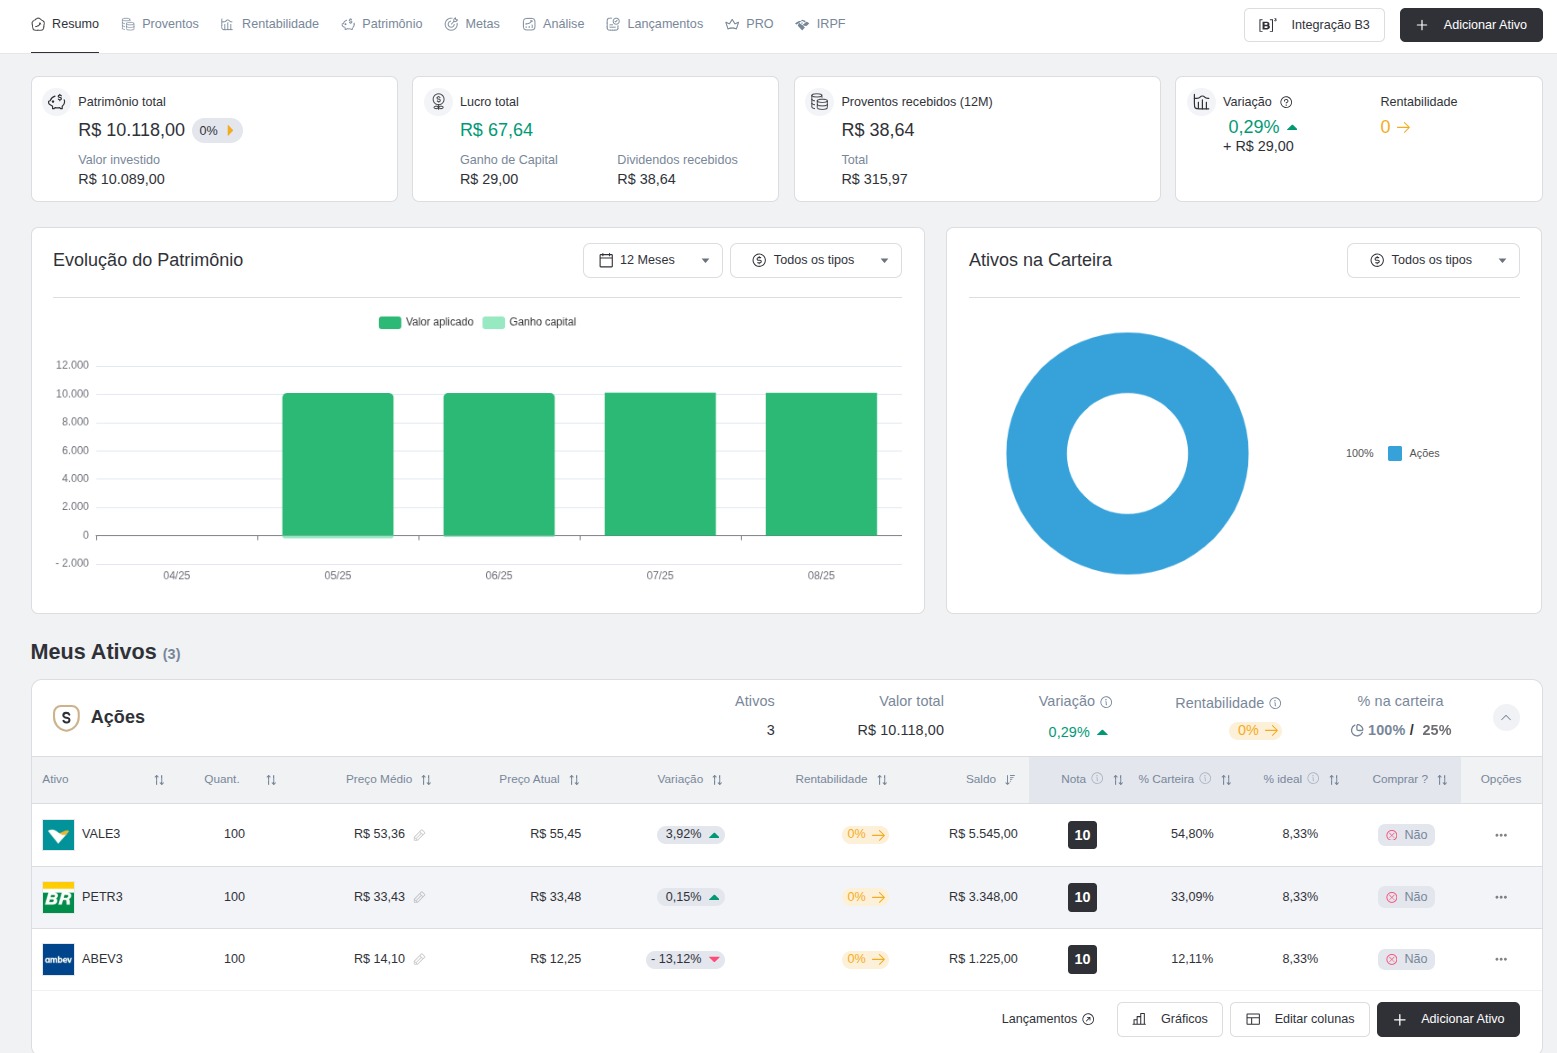 Resumo Proventos Rentabilidade Patrimônio Metas Análise Lançamentos PRO IRPF [B]³ Integração B3 + Adicionar Ativo
Patrimônio total
R$ 10.118,00 0%
Valor investido
R$ 10.089,00
Lucro total
R$ 67,64
Ganho de Capital Dividendos recebidos
R$ 29,00 R$ 38,64
Proventos recebidos (12M)
R$ 38,64
Total
R$ 315,97
Variação Rentabilidade
0,29% 0
+ R$ 29,00
Evolução do Patrimônio 12 Meses Todos os tipos
Valor aplicado Ganho capital
12.000
10.000
8.000
6.000
4.000
2.000
0
- 2.000
04/25 05/25 06/25 07/25 08/25
Ativos na Carteira Todos os tipos
100% Ações
Meus Ativos (3)
Ações
Ativos Valor total Variação Rentabilidade % na carteira
3 R$ 10.118,00 0,29% 0% 100% / 25%
Ativo Quant. Preço Médio Preço Atual Variação Rentabilidade Saldo Nota % Carteira % ideal Comprar ? Opções
VALE3 100 R$ 53,36 R$ 55,45 3,92% 0% R$ 5.545,00 10 54,80% 8,33% Não
BR PETR3 100 R$ 33,43 R$ 33,48 0,15% 0% R$ 3.348,00 10 33,09% 8,33% Não
ambev ABEV3 100 R$ 14,10 R$ 12,25 - 13,12% 0% R$ 1.225,00 10 12,11% 8,33% Não
Lançamentos Gráficos Editar colunas + Adicionar Ativo